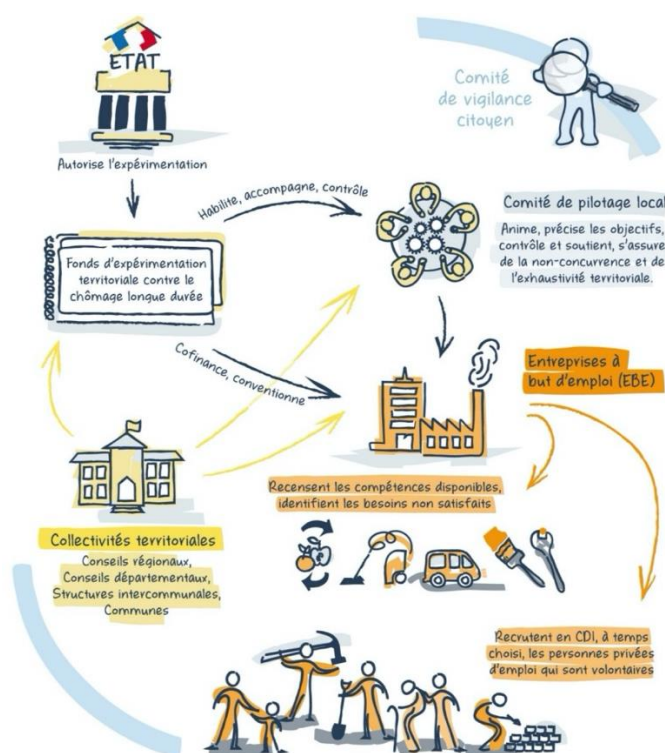 ETAT
Autorise l'expérimentation
Comité
de vigilance
citoyen
Habilite, accompagne, contrôle
Fonds d'expérimentation
territoriale contre le
chômage longue durée
Comité de pilotage local
Anime, précise les objectifs,
contrôle et soutient, s'assure
de la non-concurrence et de
l'exhaustivité territoriale.
Cofinance, conventionne
Entreprises à
but d'emploi (EBE)
Recensent les compétences disponibles,
identifient les besoins non satisfaits
Collectivités territoriales
Conseils régionaux,
Conseils départementaux,
Structures intercommunales,
Communes
Recrutent en CDI, à temps
choisi, les personnes privées
d'emploi qui sont volontaires